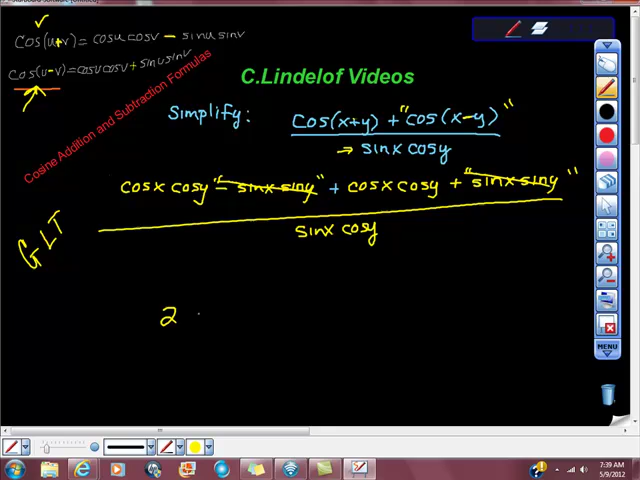 Cos(u+v) = cosu cosv − sinu sinv
Cos(u−v) = cosu cosv + sinu sinv
Cosine Addition and Subtraction Formulas
C.Lindelof Videos
Simplify: Cos(x+y) + "cos(x−y)"
→ sinx cosy
cosx cosy "− sinx siny" + cosx cosy + "sinx siny"
sinx cosy
GLT
2
7:39 AM
5/9/2012